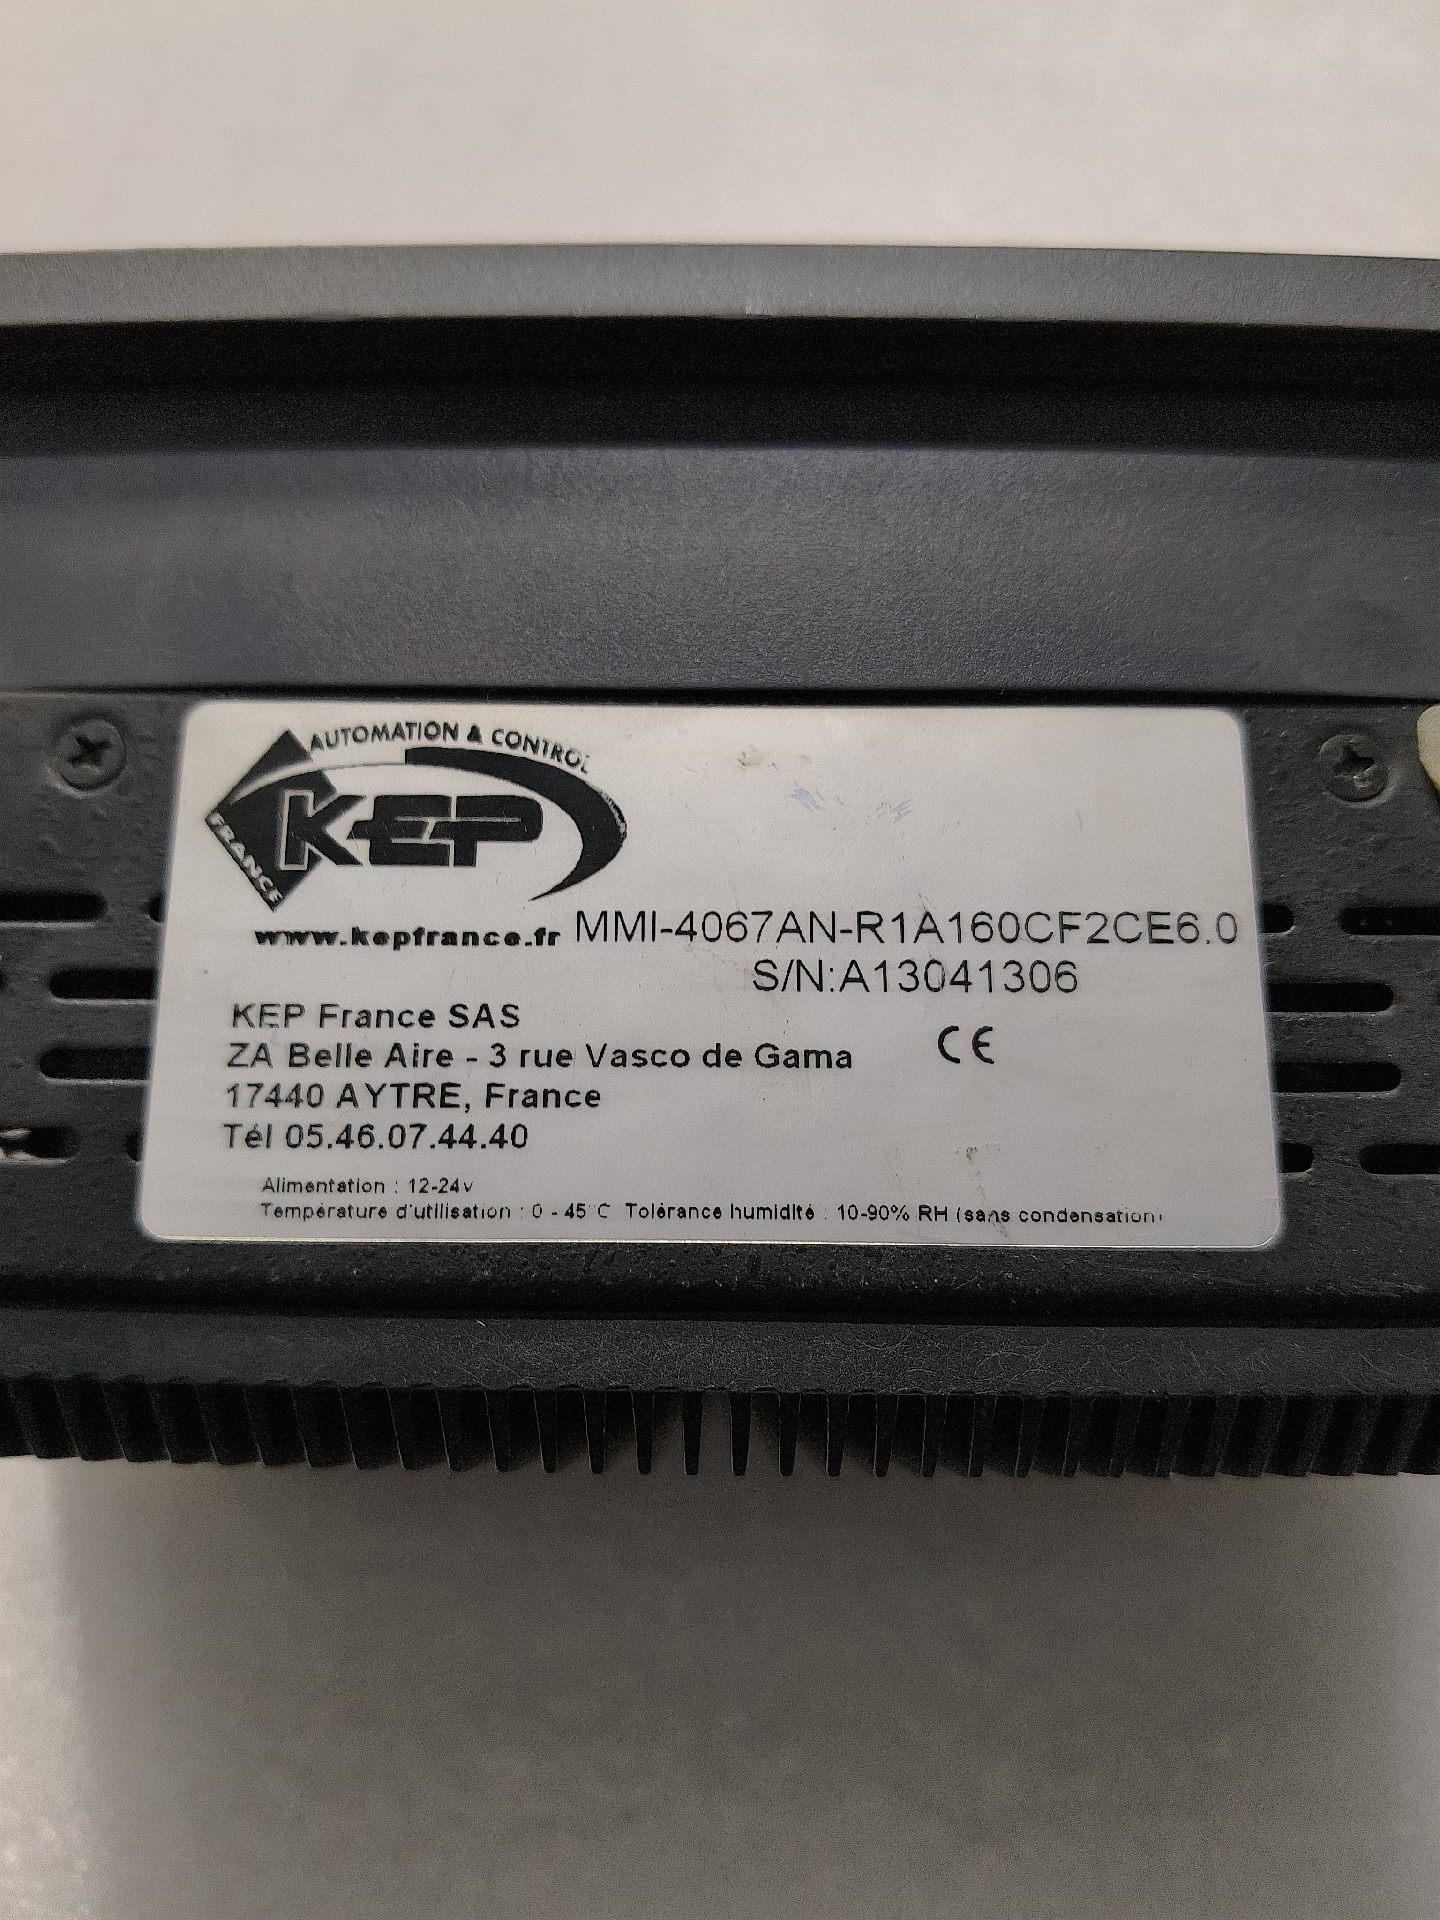 AUTOMATION & CONTROL
KEP
FRANCE
www.kepfrance.fr MMI-4067AN-R1A160CF2CE6.0
S/N:A13041306
KEP France SAS
ZA Belle Aire - 3 rue Vasco de Gama CE
17440 AYTRE, France
Tél 05.46.07.44.40
Alimentation : 12-24v
Température d'utilisation : 0 - 45°C Tolérance humidité : 10-90% RH (sans condensation)